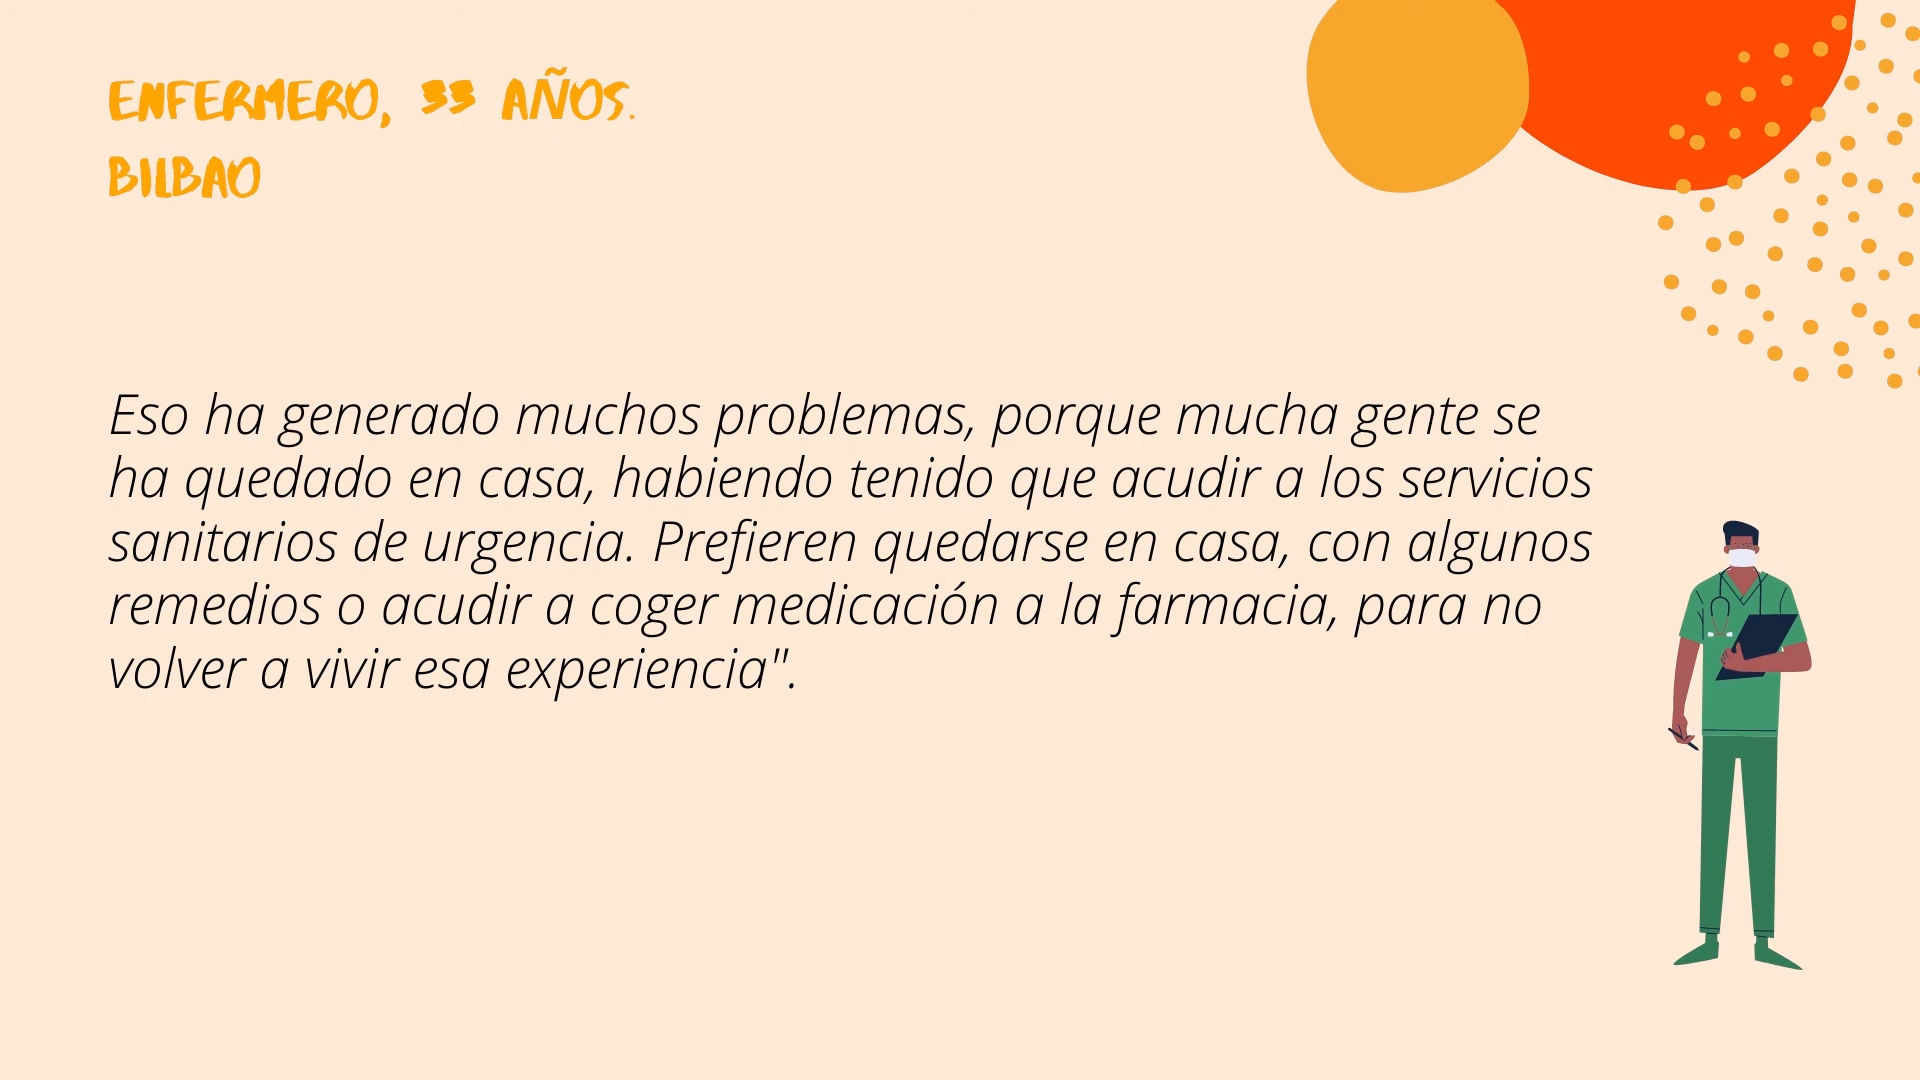 ENFERMERO, 33 AÑOS.
BILBAO
Eso ha generado muchos problemas, porque mucha gente se
ha quedado en casa, habiendo tenido que acudir a los servicios
sanitarios de urgencia. Prefieren quedarse en casa, con algunos
remedios o acudir a coger medicación a la farmacia, para no
volver a vivir esa experiencia".